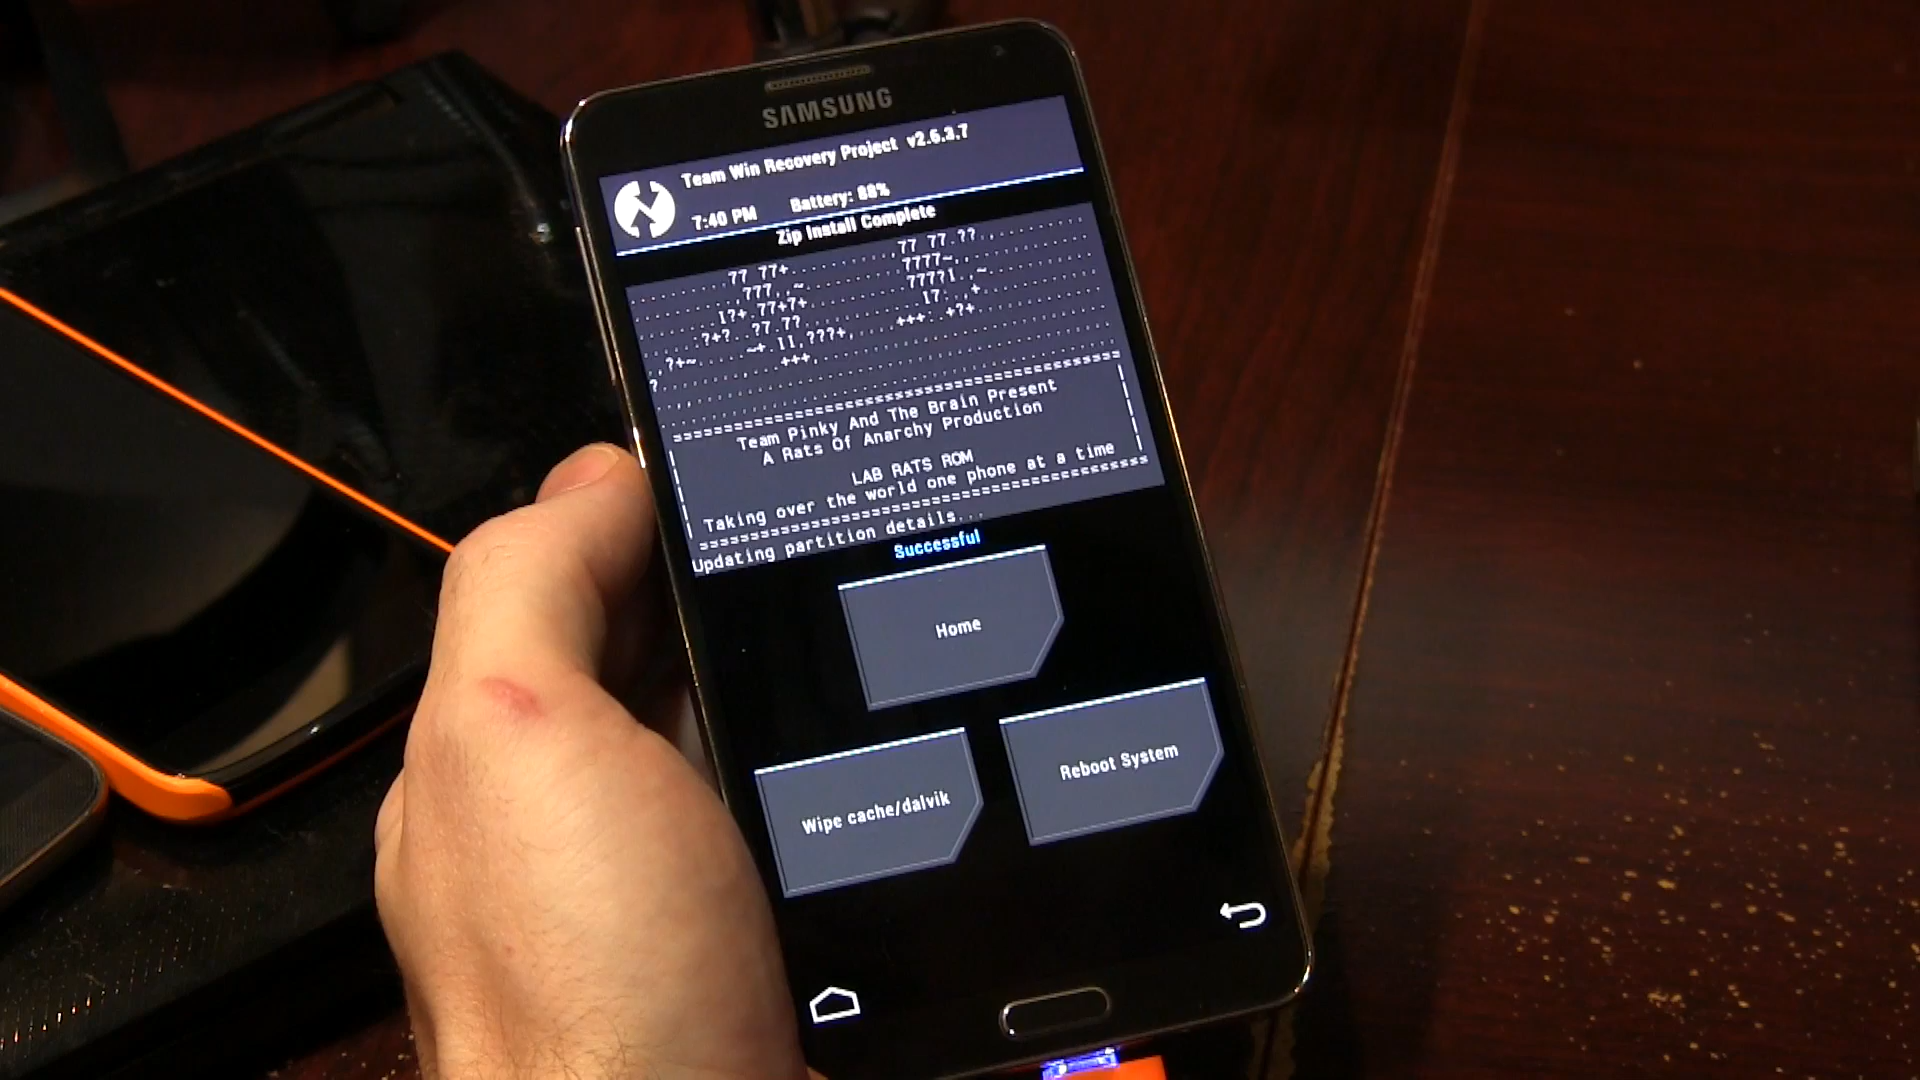 SAMSUNG
Team Win Recovery Project v2.6.3.7
7:40 PM Battery: 88%
Zip Install Complete
Team Pinky And The Brain Present
A Rats Of Anarchy Production
LAB RATS ROM
Taking over the world one phone at a time
Updating partition details...
Successful
Home
Wipe cache/dalvik
Reboot System